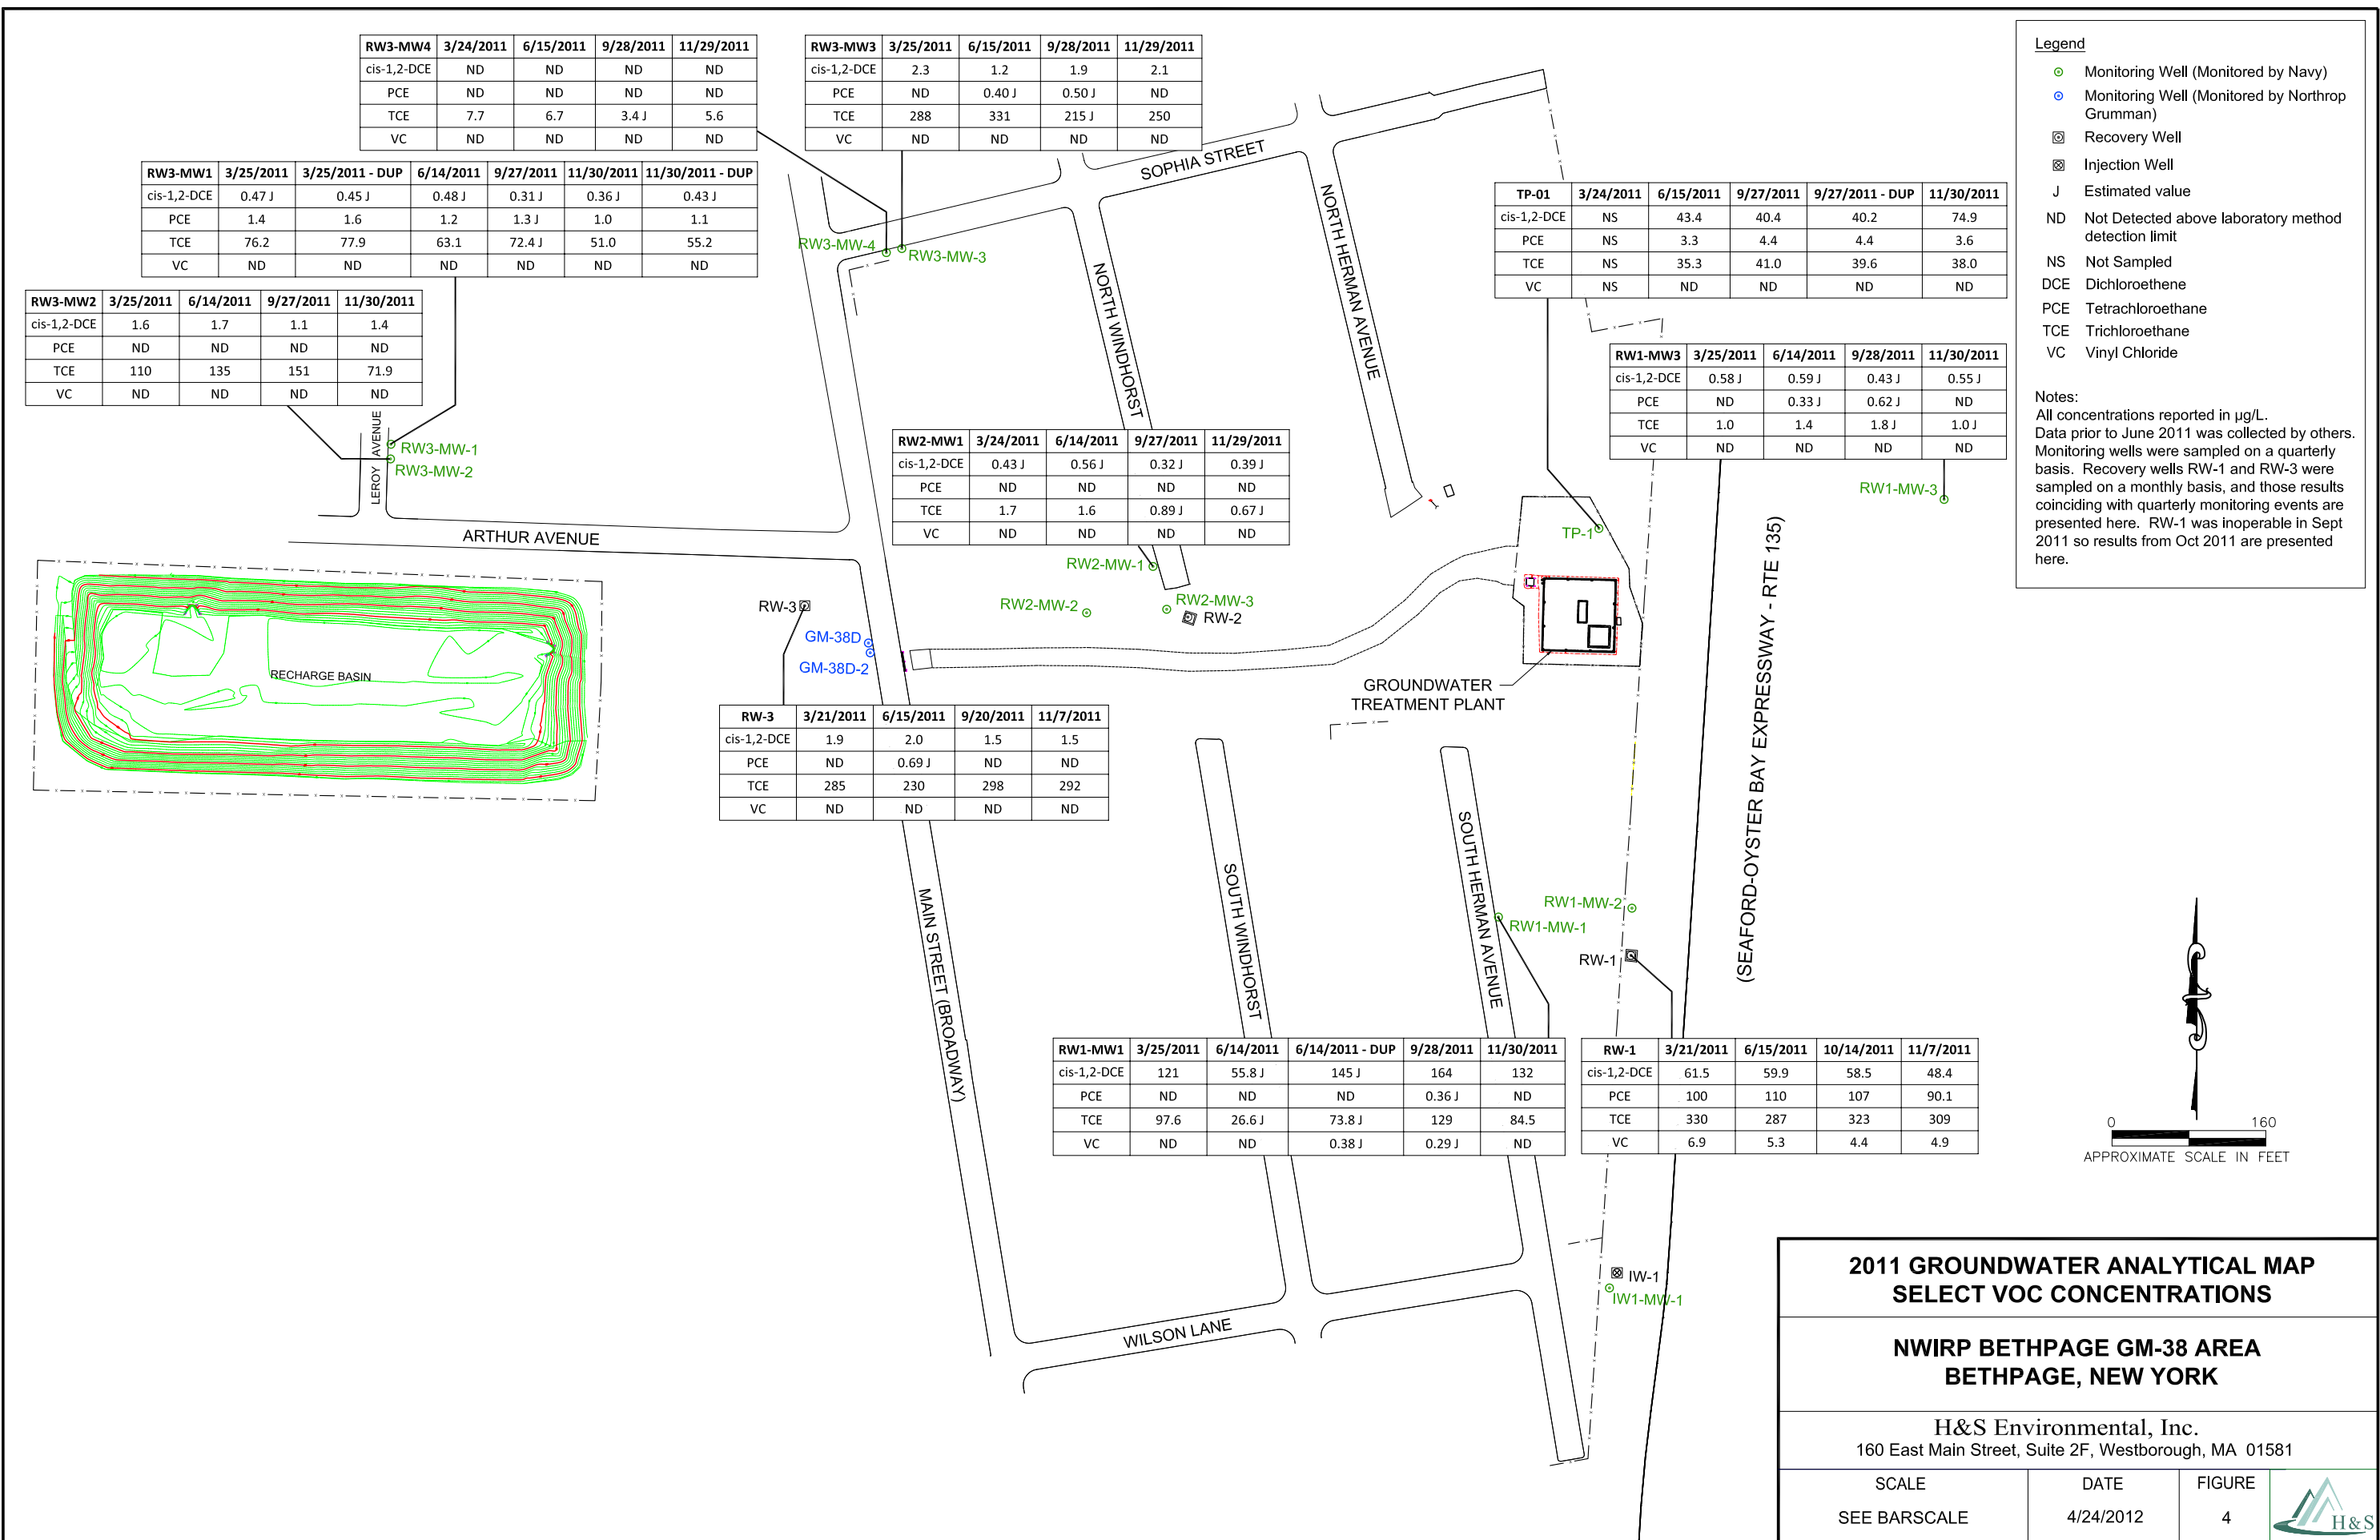 RW3-MW4 3/24/2011 6/15/2011 9/28/2011 11/29/2011
cis-1,2-DCE ND ND ND ND
PCE ND ND ND ND
TCE 7.7 6.7 3.4 J 5.6
VC ND ND ND ND
RW3-MW3 3/25/2011 6/15/2011 9/28/2011 11/29/2011
cis-1,2-DCE 2.3 1.2 1.9 2.1
PCE ND 0.40 J 0.50 J ND
TCE 288 331 215 J 250
VC ND ND ND ND
RW3-MW1 3/25/2011 3/25/2011 - DUP 6/14/2011 9/27/2011 11/30/2011 11/30/2011 - DUP
cis-1,2-DCE 0.47 J 0.45 J 0.48 J 0.31 J 0.36 J 0.43 J
PCE 1.4 1.6 1.2 1.3 J 1.0 1.1
TCE 76.2 77.9 63.1 72.4 J 51.0 55.2
VC ND ND ND ND ND ND
RW3-MW2 3/25/2011 6/14/2011 9/27/2011 11/30/2011
cis-1,2-DCE 1.6 1.7 1.1 1.4
PCE ND ND ND ND
TCE 110 135 151 71.9
VC ND ND ND ND
TP-01 3/24/2011 6/15/2011 9/27/2011 9/27/2011 - DUP 11/30/2011
cis-1,2-DCE NS 43.4 40.4 40.2 74.9
PCE NS 3.3 4.4 4.4 3.6
TCE NS 35.3 41.0 39.6 38.0
VC NS ND ND ND ND
RW1-MW3 3/25/2011 6/14/2011 9/28/2011 11/30/2011
cis-1,2-DCE 0.58 J 0.59 J 0.43 J 0.55 J
PCE ND 0.33 J 0.62 J ND
TCE 1.0 1.4 1.8 J 1.0 J
VC ND ND ND ND
RW2-MW1 3/24/2011 6/14/2011 9/27/2011 11/29/2011
cis-1,2-DCE 0.43 J 0.56 J 0.32 J 0.39 J
PCE ND ND ND ND
TCE 1.7 1.6 0.89 J 0.67 J
VC ND ND ND ND
RW-3 3/21/2011 6/15/2011 9/20/2011 11/7/2011
cis-1,2-DCE 1.9 2.0 1.5 1.5
PCE ND 0.69 J ND ND
TCE 285 230 298 292
VC ND ND ND ND
RW1-MW1 3/25/2011 6/14/2011 6/14/2011 - DUP 9/28/2011 11/30/2011
cis-1,2-DCE 121 55.8 J 145 J 164 132
PCE ND ND ND 0.36 J ND
TCE 97.6 26.6 J 73.8 J 129 84.5
VC ND ND 0.38 J 0.29 J ND
RW-1 3/21/2011 6/15/2011 10/14/2011 11/7/2011
cis-1,2-DCE 61.5 59.9 58.5 48.4
PCE 100 110 107 90.1
TCE 330 287 323 309
VC 6.9 5.3 4.4 4.9
SOPHIA STREET
NORTH WINDHORST
NORTH HERMAN AVENUE
RW3-MW-4
RW3-MW-3
LEROY AVENUE
RW3-MW-1
RW3-MW-2
ARTHUR AVENUE
RECHARGE BASIN
RW-3
GM-38D
GM-38D-2
RW2-MW-1
RW2-MW-2
RW2-MW-3
RW-2
TP-1
RW1-MW-3
GROUNDWATER
TREATMENT PLANT
(SEAFORD-OYSTER BAY EXPRESSWAY - RTE 135)
MAIN STREET (BROADWAY)
SOUTH WINDHORST
SOUTH HERMAN AVENUE
RW1-MW-2
RW1-MW-1
RW-1
IW-1
IW1-MW-1
WILSON LANE
Legend
Monitoring Well (Monitored by Navy)
Monitoring Well (Monitored by Northrop
Grumman)
Recovery Well
Injection Well
J Estimated value
ND Not Detected above laboratory method
detection limit
NS Not Sampled
DCE Dichloroethene
PCE Tetrachloroethane
TCE Trichloroethane
VC Vinyl Chloride
Notes:
All concentrations reported in µg/L.
Data prior to June 2011 was collected by others.
Monitoring wells were sampled on a quarterly
basis. Recovery wells RW-1 and RW-3 were
sampled on a monthly basis, and those results
coinciding with quarterly monitoring events are
presented here. RW-1 was inoperable in Sept
2011 so results from Oct 2011 are presented
here.
0 160
APPROXIMATE SCALE IN FEET
2011 GROUNDWATER ANALYTICAL MAP
SELECT VOC CONCENTRATIONS
NWIRP BETHPAGE GM-38 AREA
BETHPAGE, NEW YORK
H&S Environmental, Inc.
160 East Main Street, Suite 2F, Westborough, MA 01581
SCALE DATE FIGURE
SEE BARSCALE 4/24/2012 4
H&S